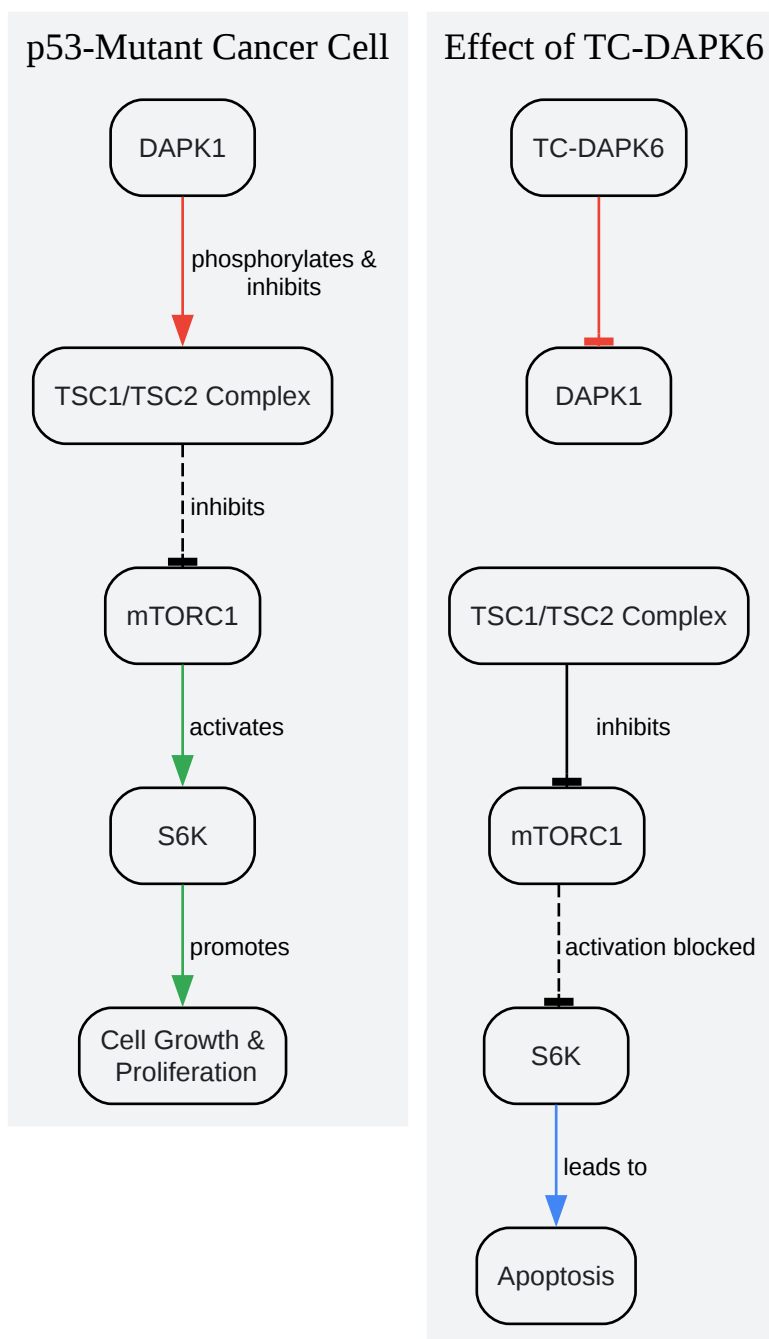 p53-Mutant Cancer Cell
DAPK1
phosphorylates &
inhibits
TSC1/TSC2 Complex
inhibits
mTORC1
activates
S6K
promotes
Cell Growth &
Proliferation
Effect of TC-DAPK6
TC-DAPK6
DAPK1
TSC1/TSC2 Complex
inhibits
mTORC1
activation blocked
S6K
leads to
Apoptosis